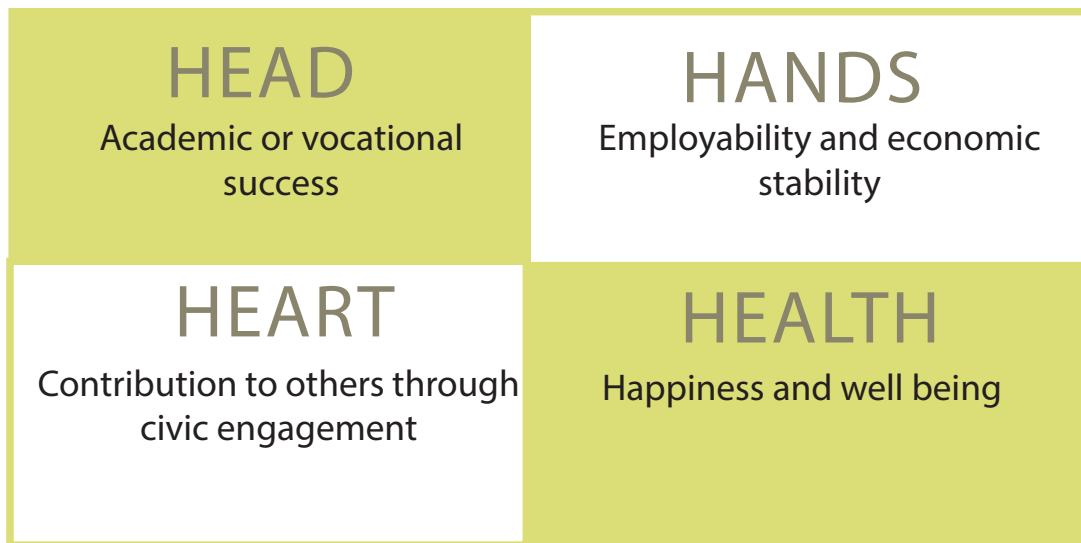 HEAD
Academic or vocational
success
HANDS
Employability and economic
stability
HEART
Contribution to others through
civic engagement
HEALTH
Happiness and well being